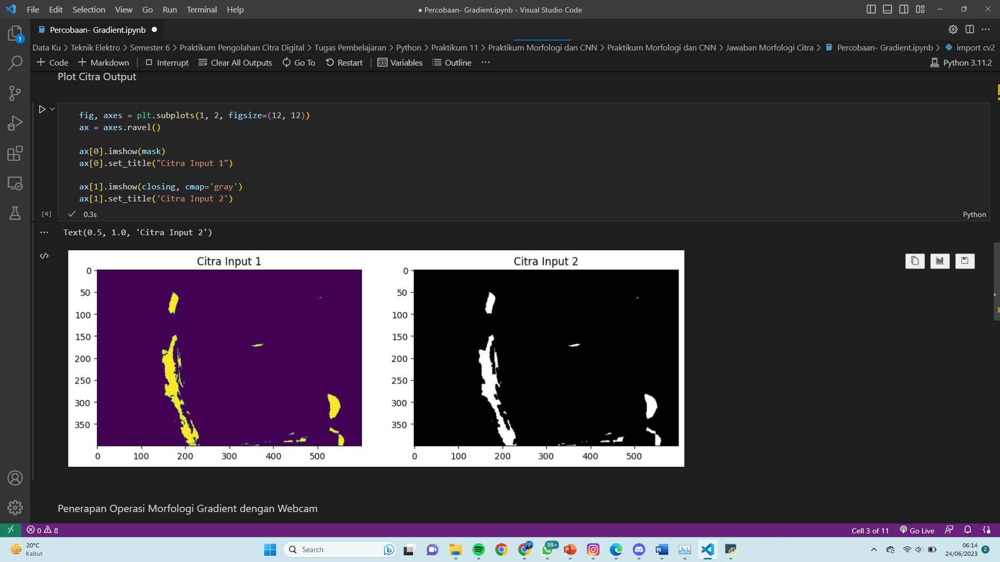 File Edit Selection View Go Run Terminal Help
● Percobaan- Gradient.ipynb - Visual Studio Code
1
Percobaan- Gradient.ipynb ●
Data Ku > Teknik Elektro > Semester 6 > Praktikum Pengolahan Citra Digital > Tugas Pembelajaran > Python > Praktikum 11 > Praktikum Morfologi dan CNN > Praktikum Morfologi dan CNN > Jawaban Morfologi Citra > Percobaan- Gradient.ipynb > import cv2
+ Code + Markdown Interrupt Clear All Outputs Go To Restart Variables Outline ···
Python 3.11.2
Plot Citra Output
fig, axes = plt.subplots(1, 2, figsize=(12, 12))
ax = axes.ravel()
ax[0].imshow(mask)
ax[0].set_title("Citra Input 1")
ax[1].imshow(closing, cmap='gray')
ax[1].set_title('Citra Input 2')
[4] ✓ 0.3s
Python
Text(0.5, 1.0, 'Citra Input 2')
Citra Input 1
0
50
100
150
200
250
300
350
0 100 200 300 400 500
Citra Input 2
0
50
100
150
200
250
300
350
0 100 200 300 400 500
Penerapan Operasi Morfologi Gradient dengan Webcam
0 8
Cell 3 of 11 Go Live
20°C
Kabut
Search
99+
06:14
24/06/2023
2